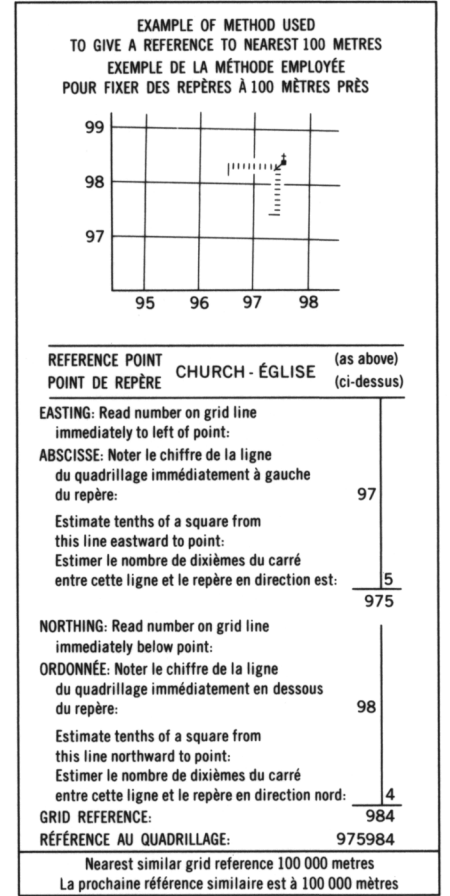 EXAMPLE OF METHOD USED
TO GIVE A REFERENCE TO NEAREST 100 METRES
EXEMPLE DE LA MÉTHODE EMPLOYÉE
POUR FIXER DES REPÈRES À 100 MÈTRES PRÈS
99
98
97
95 96 97 98
REFERENCE POINT
POINT DE REPÈRE
CHURCH - ÉGLISE
(as above)
(ci-dessus)
EASTING: Read number on grid line
immediately to left of point:
ABSCISSE: Noter le chiffre de la ligne
du quadrillage immédiatement à gauche
du repère: 97
Estimate tenths of a square from
this line eastward to point:
Estimer le nombre de dixièmes du carré
entre cette ligne et le repère en direction est: 5
975
NORTHING: Read number on grid line
immediately below point:
ORDONNÉE: Noter le chiffre de la ligne
du quadrillage immédiatement en dessous
du repère: 98
Estimate tenths of a square from
this line northward to point:
Estimer le nombre de dixièmes du carré
entre cette ligne et le repère en direction nord: 4
GRID REFERENCE: 984
RÉFÉRENCE AU QUADRILLAGE: 975984
Nearest similar grid reference 100 000 metres
La prochaine référence similaire est à 100 000 mètres